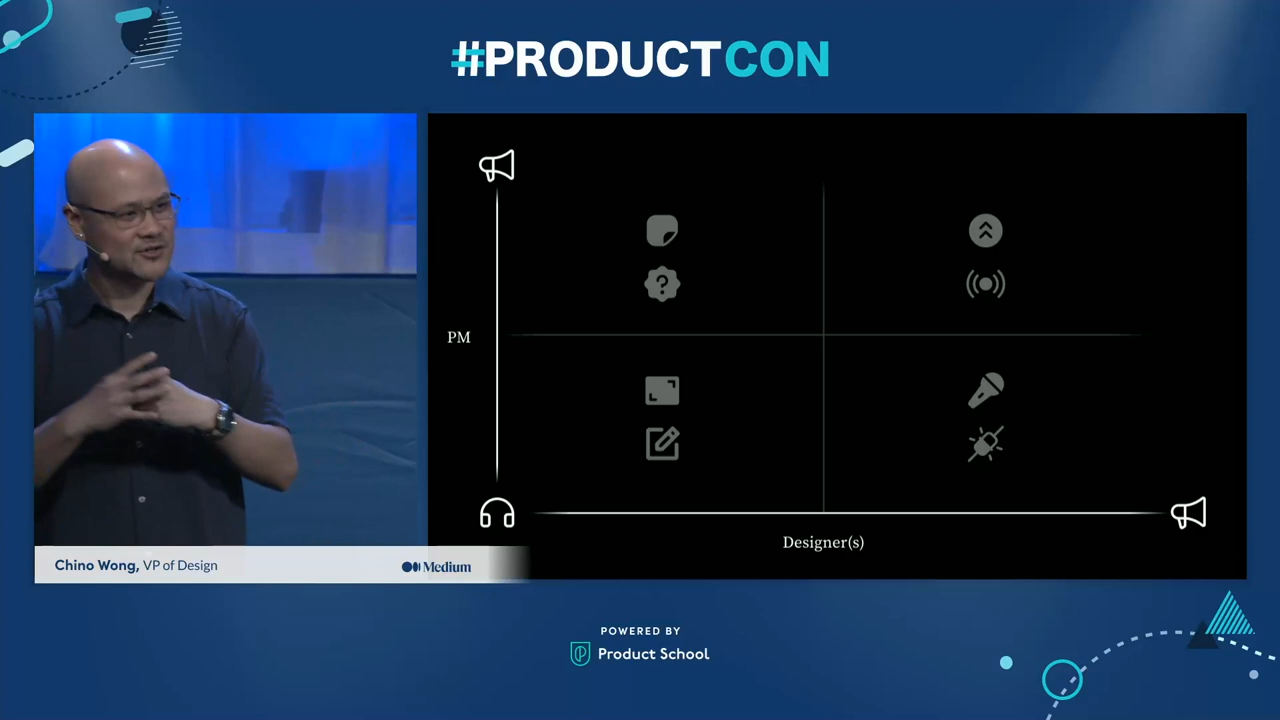 #PRODUCTCON
PM
Designer(s)
Chino Wong, VP of Design
Medium
POWERED BY
Product School